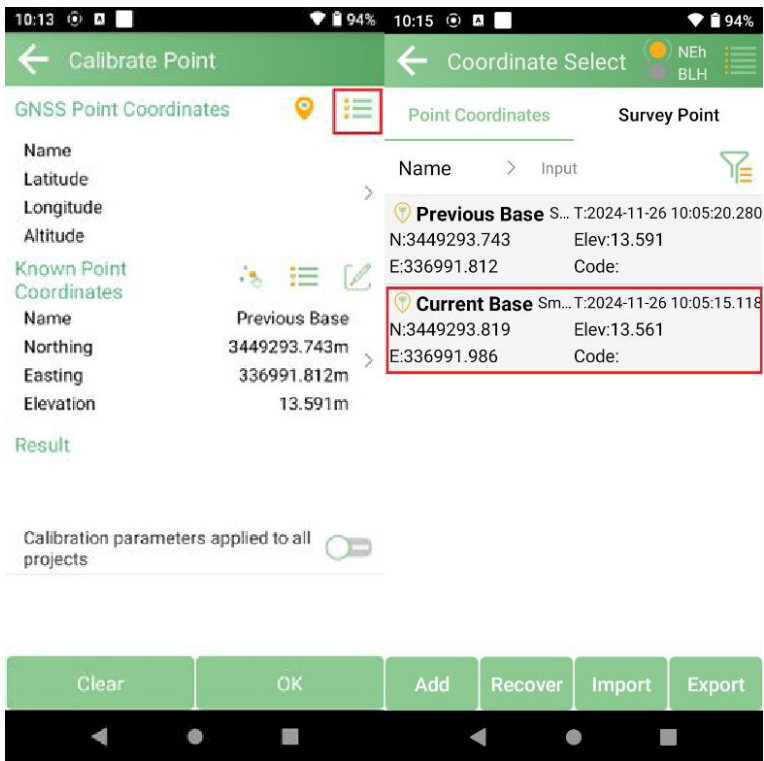 10:13 94%
Calibrate Point
GNSS Point Coordinates
Name
Latitude
Longitude
Altitude
Known Point
Coordinates
Name Previous Base
Northing 3449293.743m
Easting 336991.812m
Elevation 13.591m
Result
Calibration parameters applied to all
projects
Clear OK
10:15 94%
Coordinate Select NEh
BLH
Point Coordinates Survey Point
Name > Input
Previous Base S... T:2024-11-26 10:05:20.280
N:3449293.743 Elev:13.591
E:336991.812 Code:
Current Base Sm... T:2024-11-26 10:05:15.118
N:3449293.819 Elev:13.561
E:336991.986 Code:
Add Recover Import Export